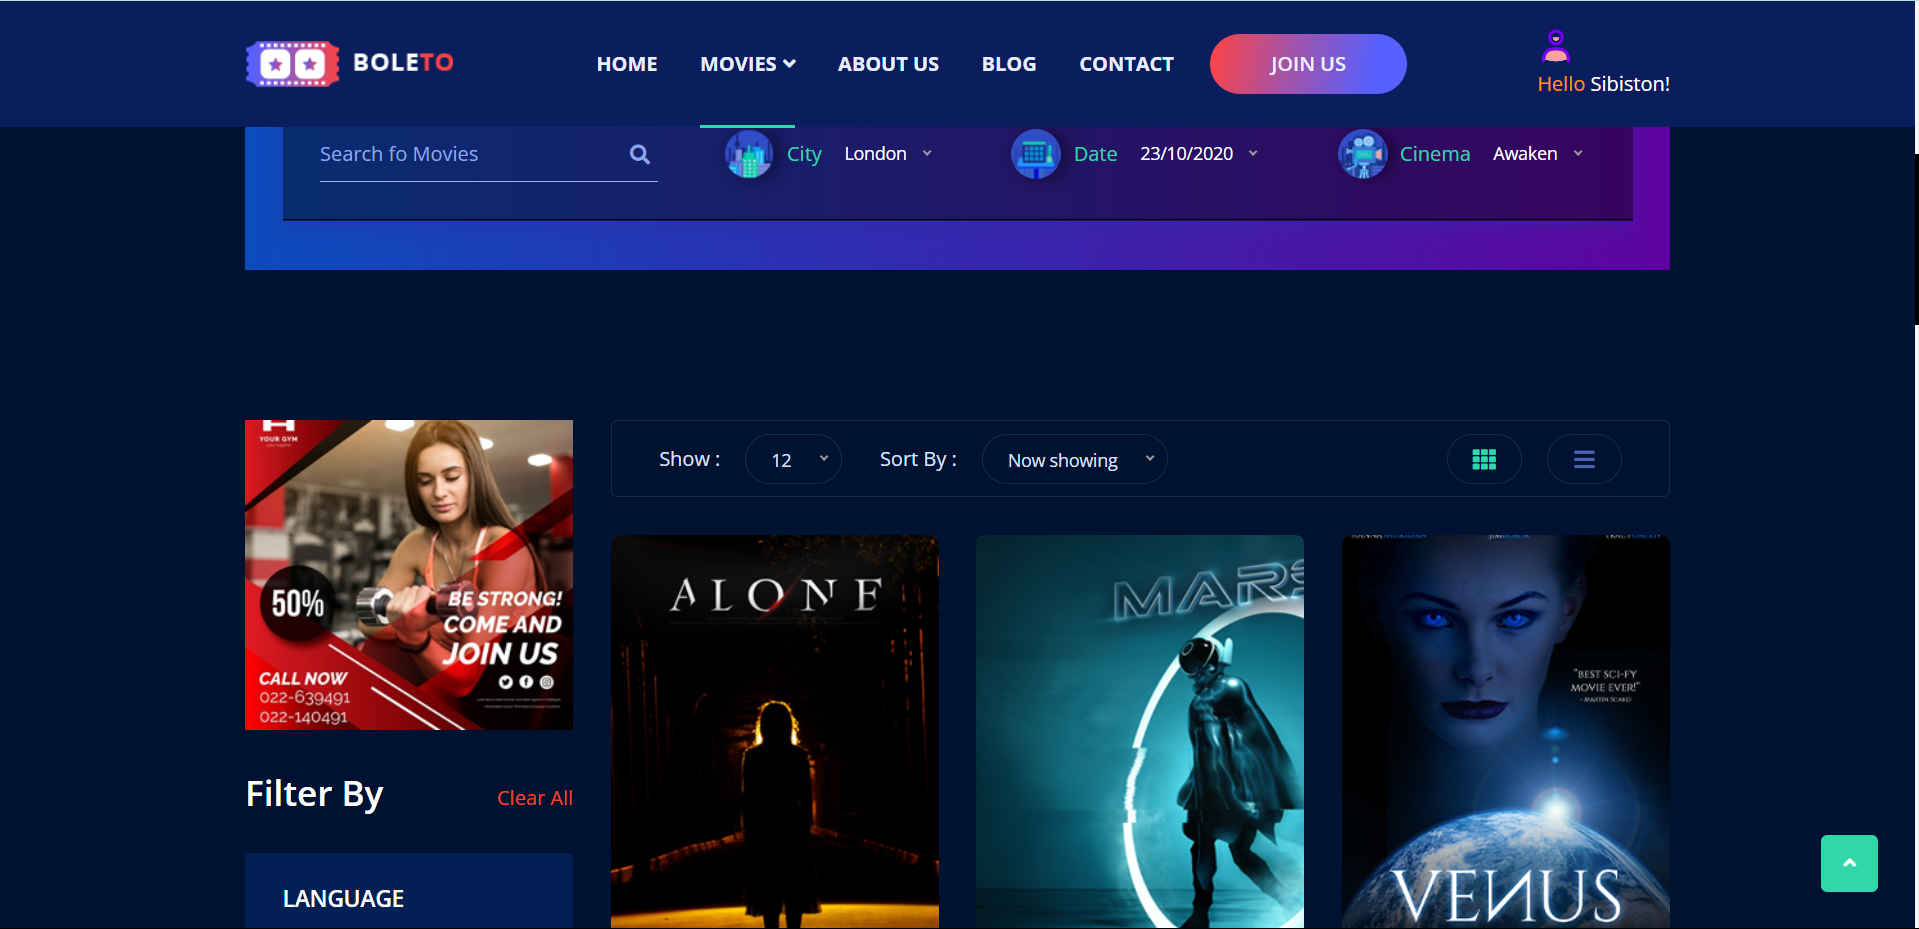 BOLETO
HOME
MOVIES
ABOUT US
BLOG
CONTACT
JOIN US
Hello Sibiston!
Search fo Movies
City
London
Date
23/10/2020
Cinema
Awaken
YOUR GYM
50%
BE STRONG!
COME AND
JOIN US
CALL NOW
022-639491
022-140491
Show :
12
Sort By :
Now showing
ALONE
MARS
"BEST SCI-FY
MOVIE EVER!"
VENUS
Filter By
Clear All
LANGUAGE